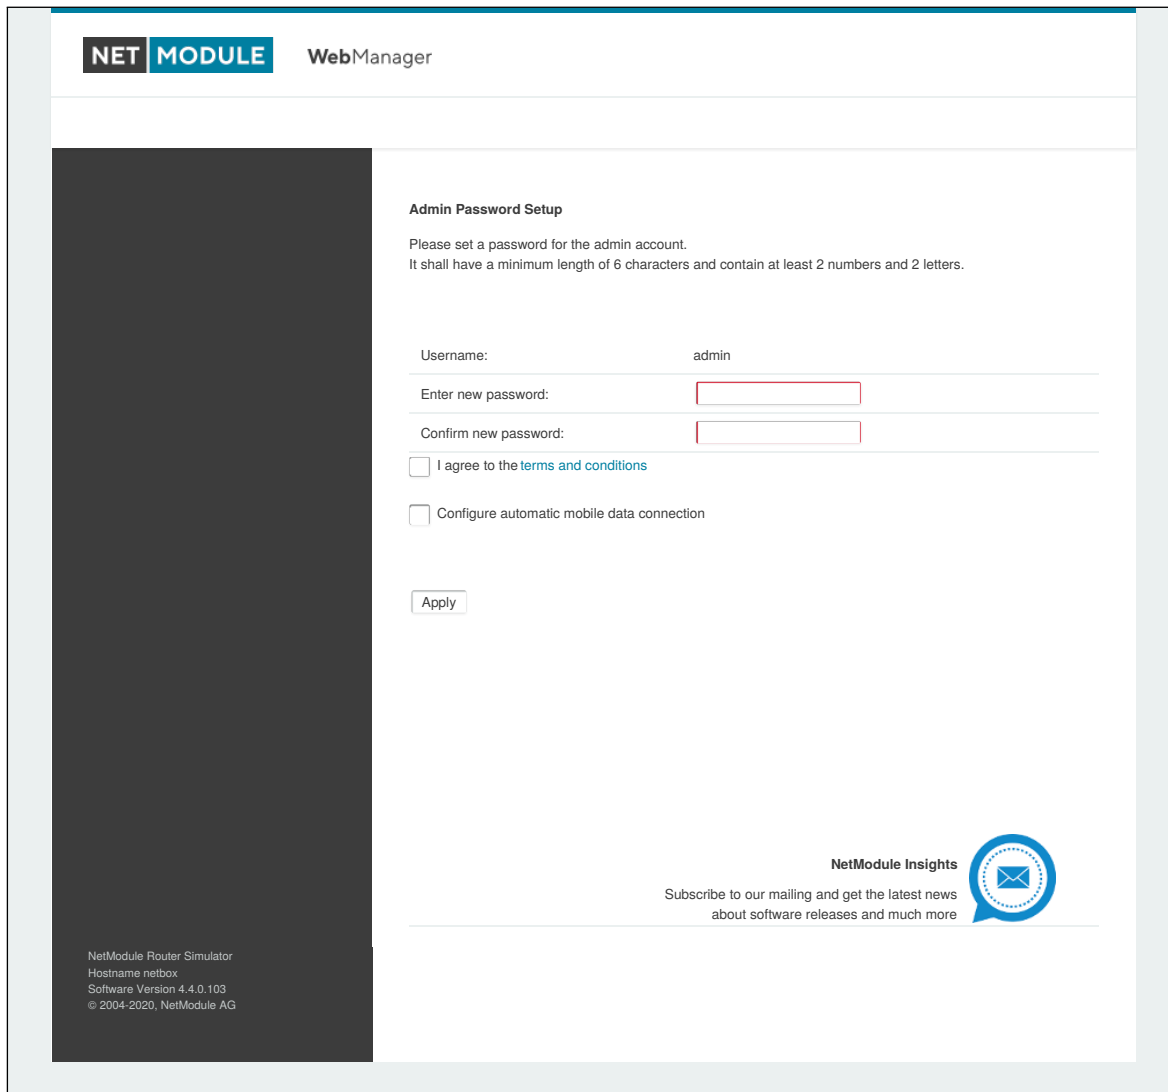 NET MODULE WebManager
Admin Password Setup
Please set a password for the admin account.
It shall have a minimum length of 6 characters and contain at least 2 numbers and 2 letters.
Username: admin
Enter new password:
Confirm new password:
I agree to the terms and conditions
Configure automatic mobile data connection
Apply
NetModule Insights
Subscribe to our mailing and get the latest news
about software releases and much more
NetModule Router Simulator
Hostname netbox
Software Version 4.4.0.103
© 2004-2020, NetModule AG